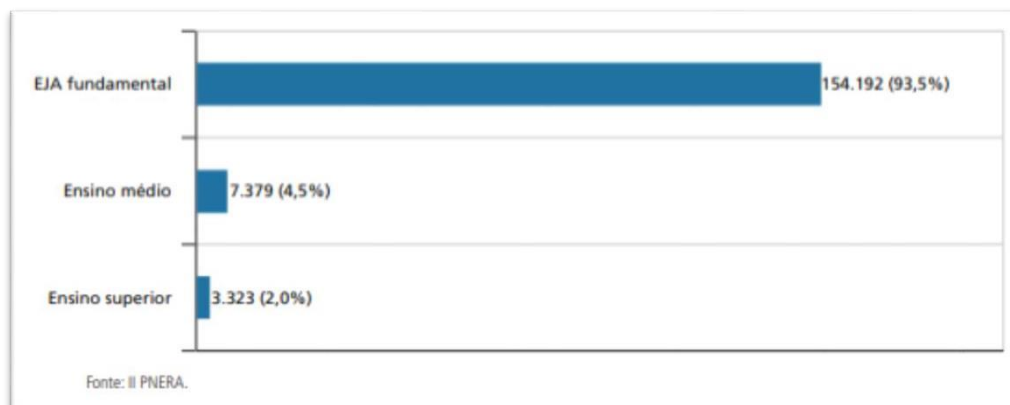 EJA fundamental 154.192 (93,5%)
Ensino médio 7.379 (4,5%)
Ensino superior 3.323 (2,0%)
Fonte: II PNERA.